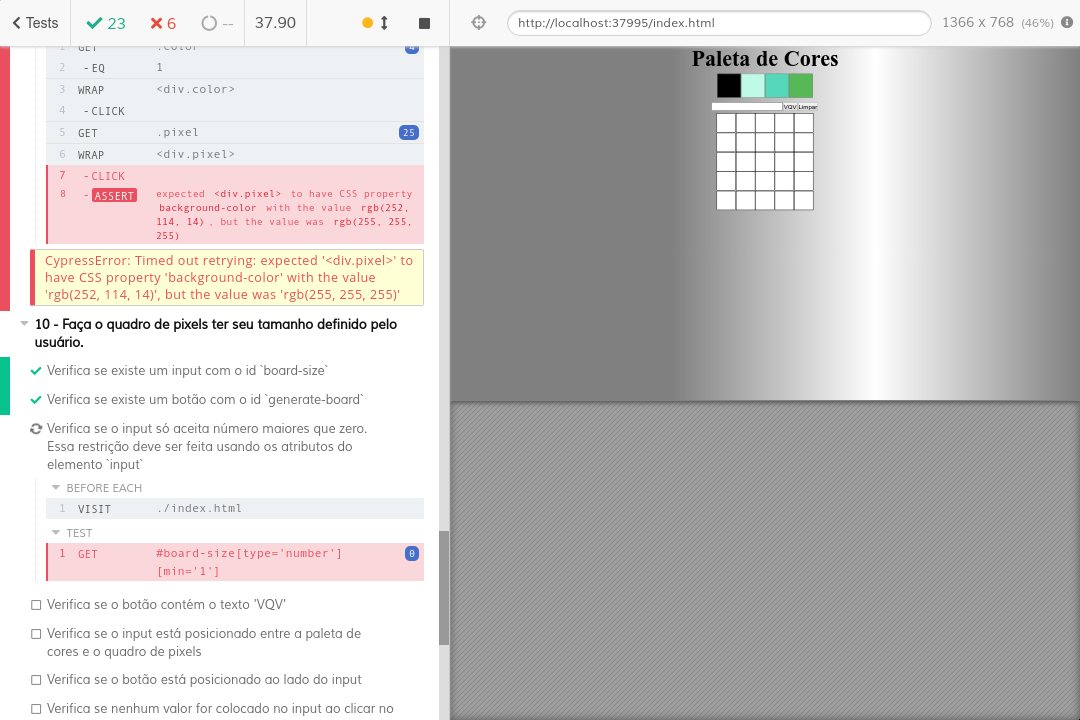 Tests 23 6 -- 37.90 http://localhost:37995/index.html 1366 x 768 (46%)
1 GET .color 4
2 - EQ 1
3 WRAP <div.color>
4 - CLICK
5 GET .pixel 25
6 WRAP <div.pixel>
7 - CLICK
8 - ASSERT expected <div.pixel> to have CSS property
background-color with the value rgb(252,
114, 14) , but the value was rgb(255, 255,
255)
CypressError: Timed out retrying: expected '<div.pixel>' to
have CSS property 'background-color' with the value
'rgb(252, 114, 14)', but the value was 'rgb(255, 255, 255)'
10 - Faça o quadro de pixels ter seu tamanho definido pelo
usuário.
Verifica se existe um input com o id `board-size`
Verifica se existe um botão com o id `generate-board`
Verifica se o input só aceita número maiores que zero.
Essa restrição deve ser feita usando os atributos do
elemento `input`
BEFORE EACH
1 VISIT ./index.html
TEST
1 GET #board-size[type='number'] 0
[min='1']
Verifica se o botão contém o texto 'VQV'
Verifica se o input está posicionado entre a paleta de
cores e o quadro de pixels
Verifica se o botão está posicionado ao lado do input
Verifica se nenhum valor for colocado no input ao clicar no
Paleta de Cores
VQV Limpar